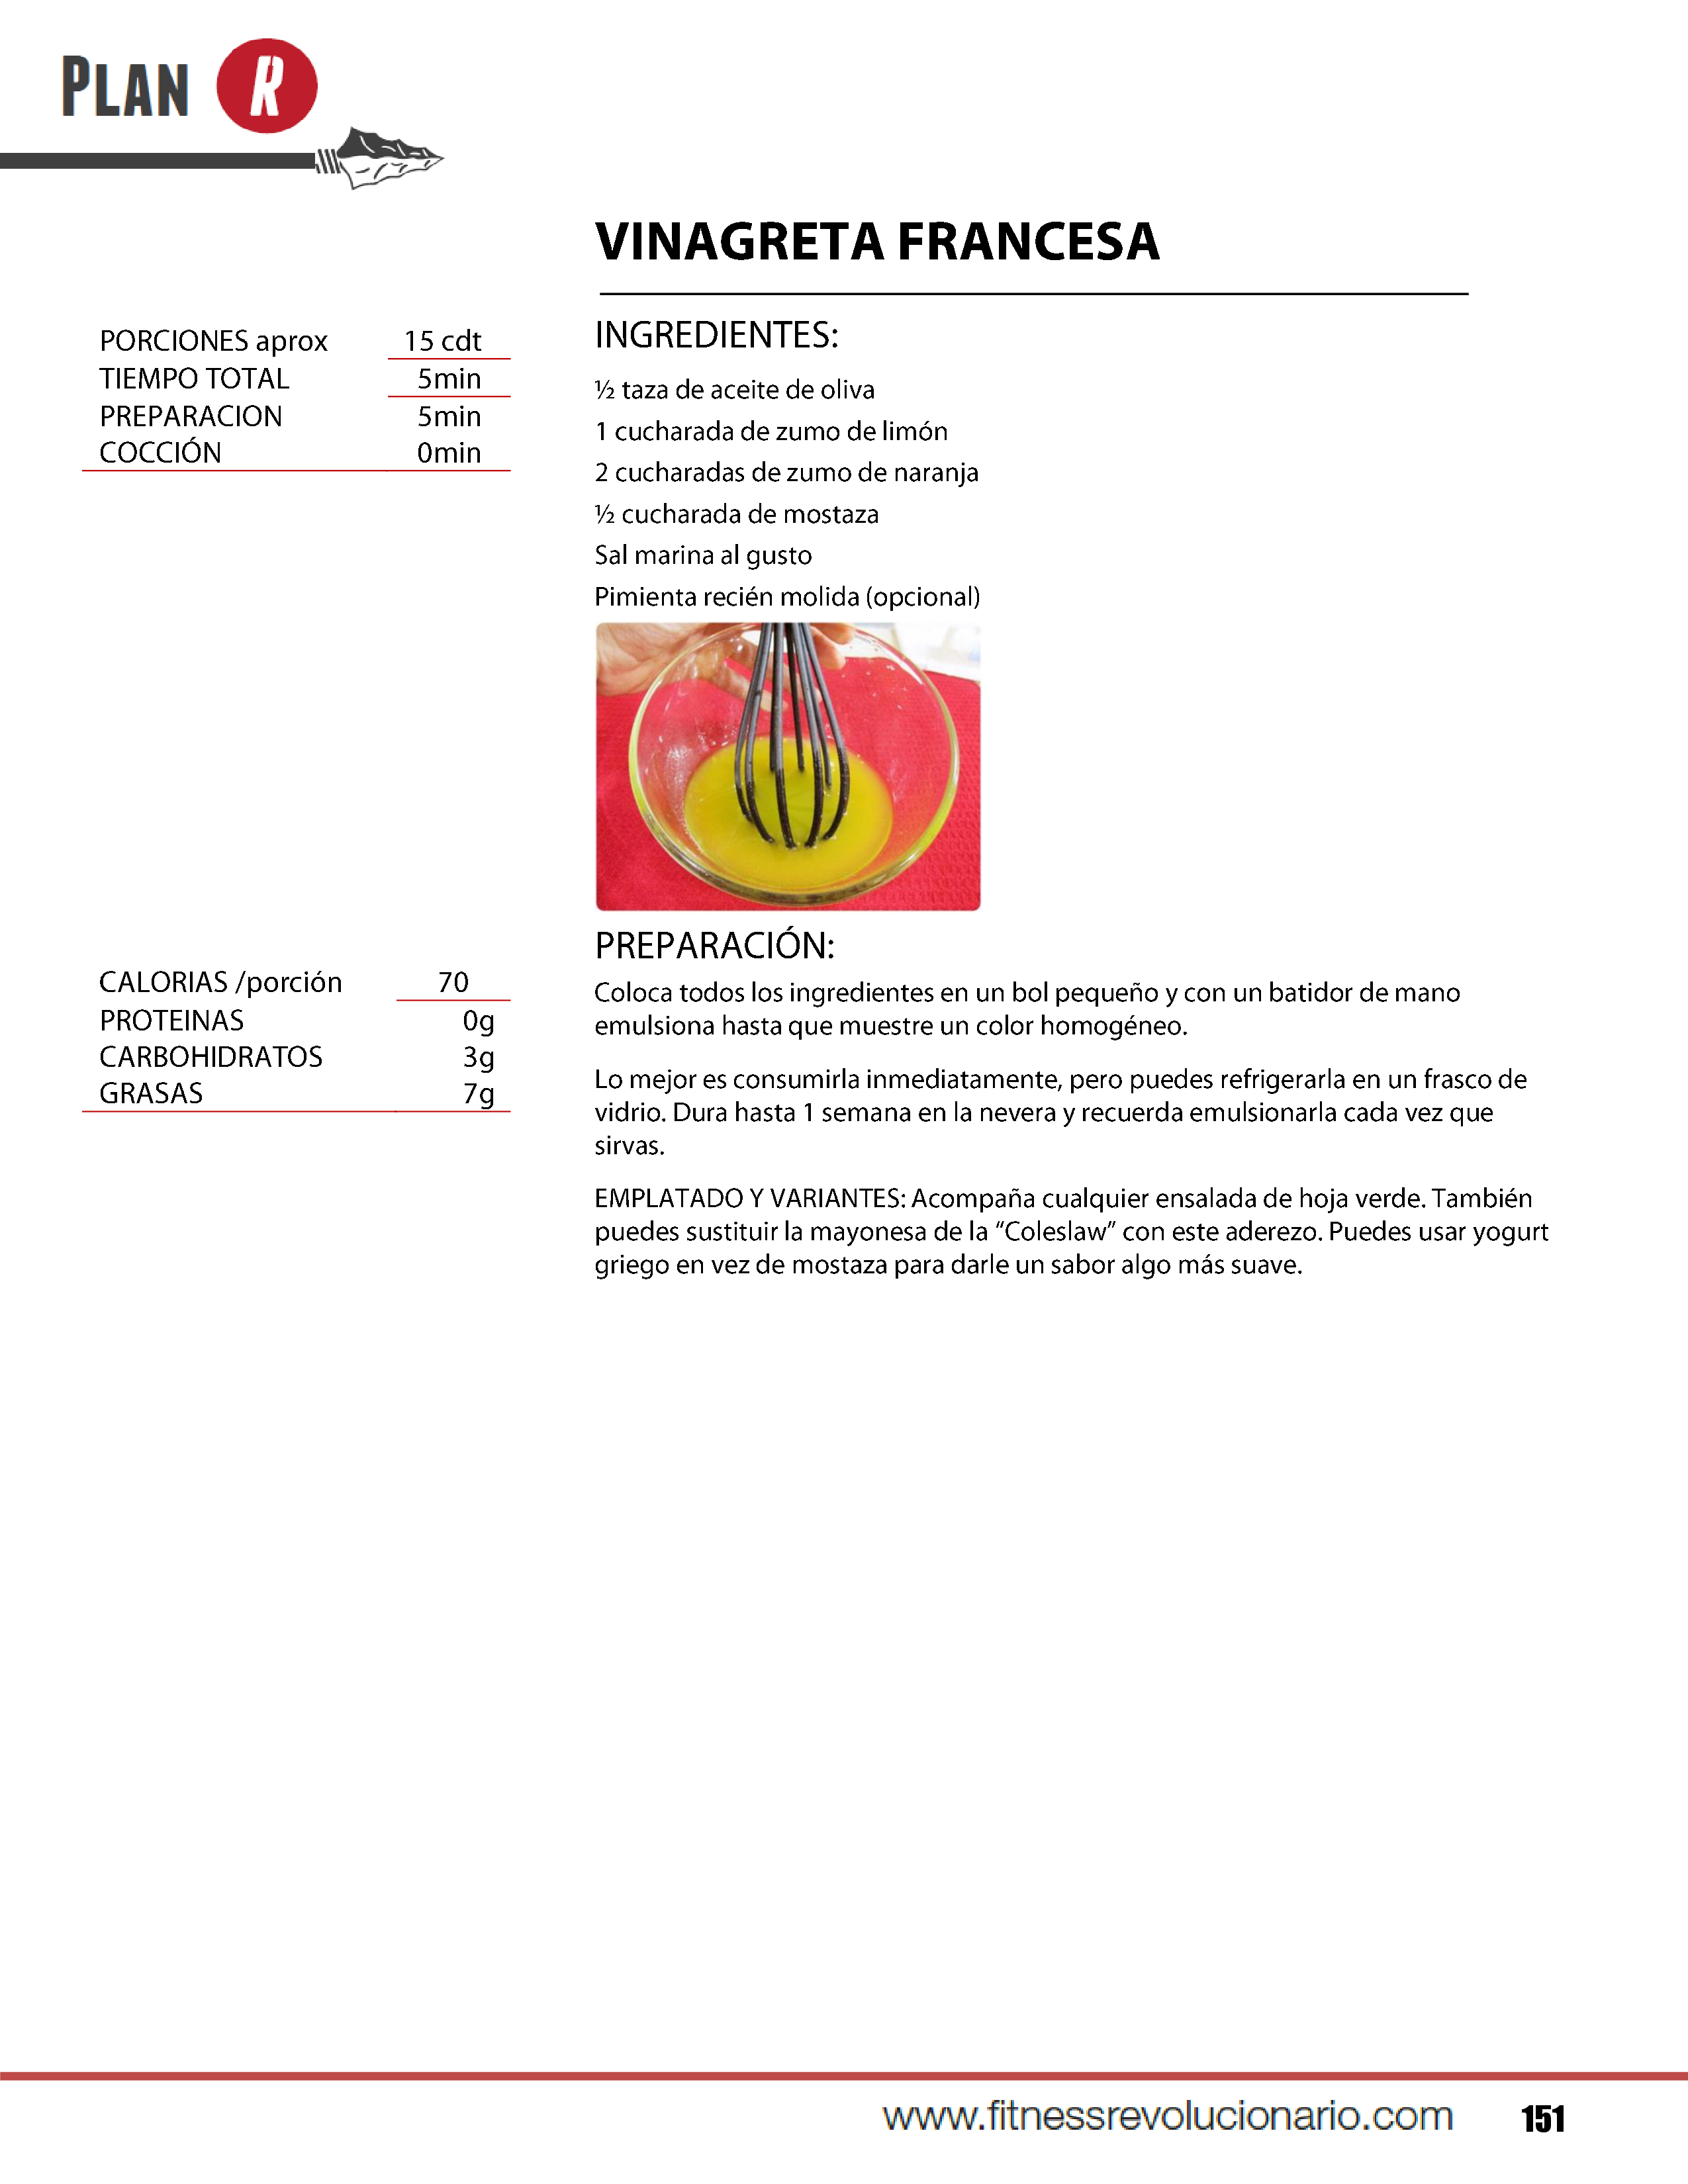 PLAN R
VINAGRETA FRANCESA
PORCIONES aprox 15 cdt
TIEMPO TOTAL 5min
PREPARACION 5min
COCCIÓN 0min
INGREDIENTES:
½ taza de aceite de oliva
1 cucharada de zumo de limón
2 cucharadas de zumo de naranja
½ cucharada de mostaza
Sal marina al gusto
Pimienta recién molida (opcional)
CALORIAS /porción 70
PROTEINAS 0g
CARBOHIDRATOS 3g
GRASAS 7g
PREPARACIÓN:
Coloca todos los ingredientes en un bol pequeño y con un batidor de mano
emulsiona hasta que muestre un color homogéneo.
Lo mejor es consumirla inmediatamente, pero puedes refrigerarla en un frasco de
vidrio. Dura hasta 1 semana en la nevera y recuerda emulsionarla cada vez que
sirvas.
EMPLATADO Y VARIANTES: Acompaña cualquier ensalada de hoja verde. También
puedes sustituir la mayonesa de la “Coleslaw” con este aderezo. Puedes usar yogurt
griego en vez de mostaza para darle un sabor algo más suave.
www.fitnessrevolucionario.com 151